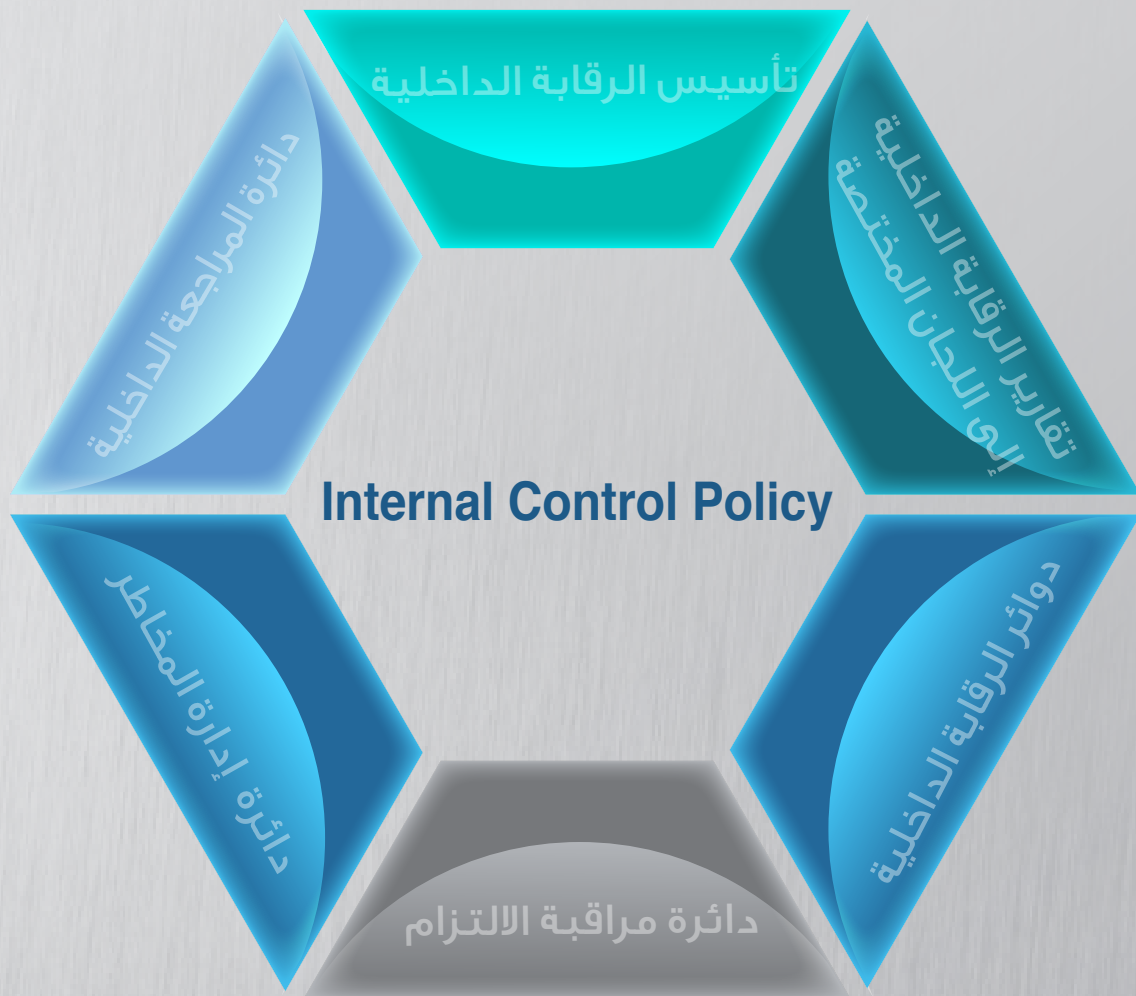 تأسيس الرقابة الداخلية
تقارير الرقابة الداخلية
إلى اللجان المختصة
دوائر الرقابة الداخلية
دائرة مراقبة الالتزام
دائرة إدارة المخاطر
دائرة المراجعة الداخلية
Internal Control Policy